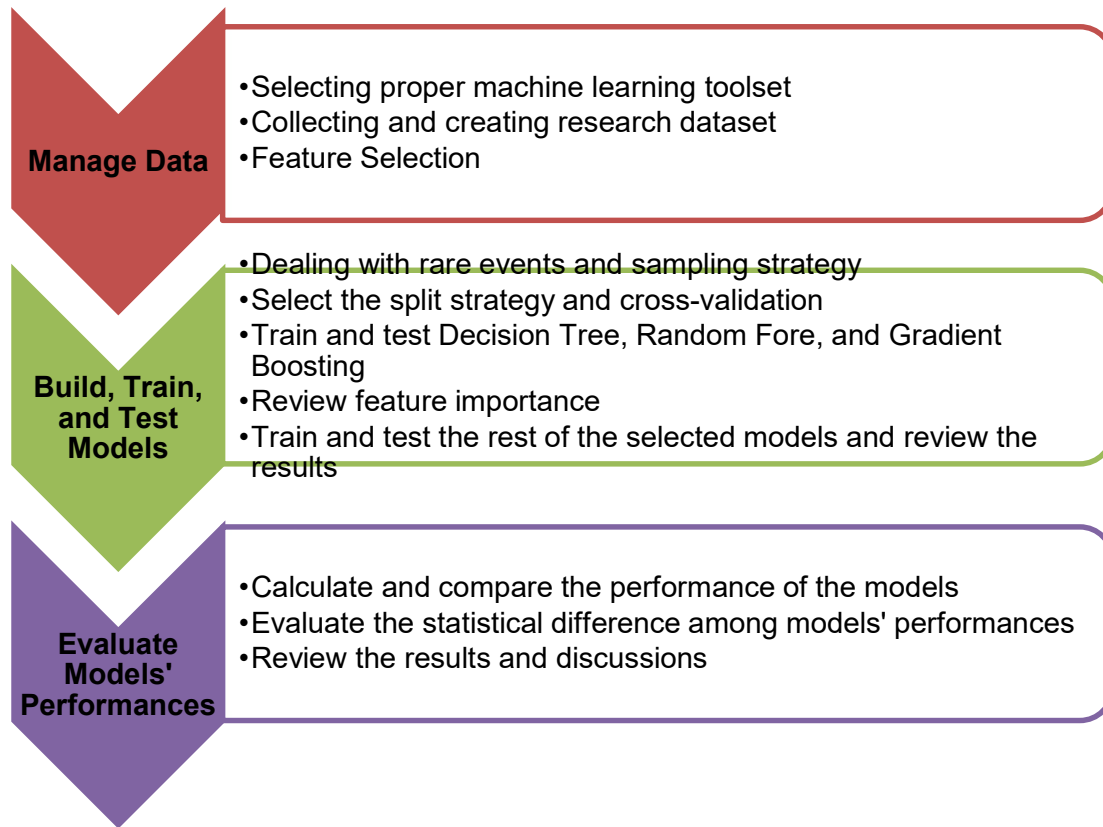 Manage Data
•Selecting proper machine learning toolset
•Collecting and creating research dataset
•Feature Selection
Build, Train,
and Test
Models
•Dealing with rare events and sampling strategy
•Select the split strategy and cross-validation
•Train and test Decision Tree, Random Fore, and Gradient
Boosting
•Review feature importance
•Train and test the rest of the selected models and review the
results
Evaluate
Models'
Performances
•Calculate and compare the performance of the models
•Evaluate the statistical difference among models' performances
•Review the results and discussions